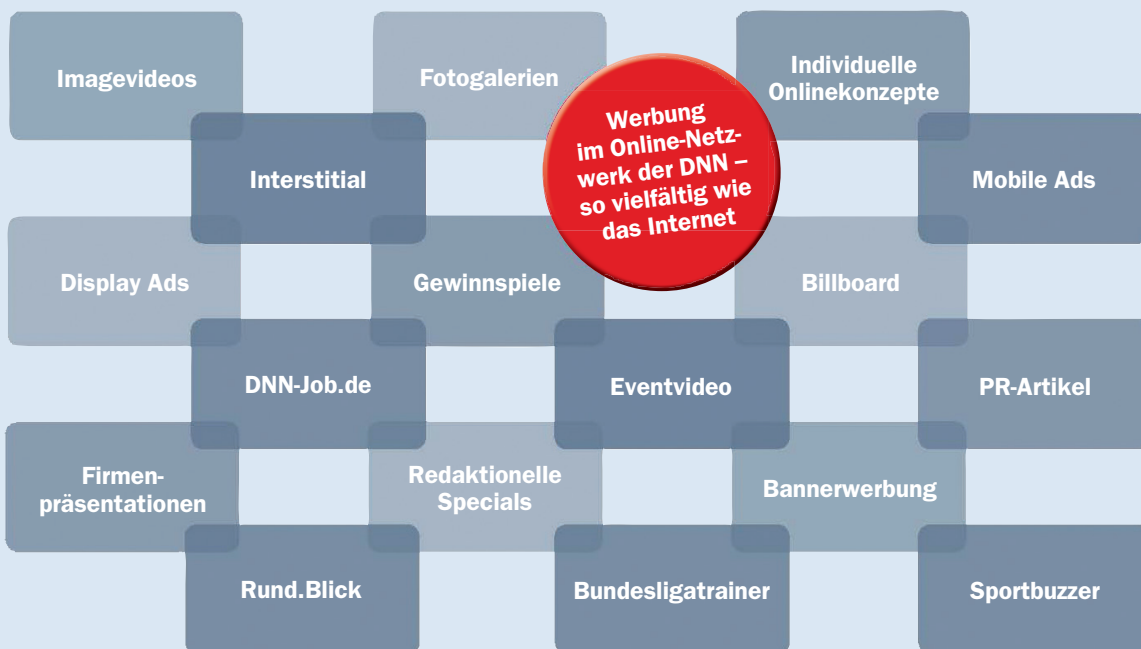 Imagevideos
Fotogalerien
Individuelle
Onlinekonzepte
Werbung
im Online-Netz-
werk der DNN –
so vielfältig wie
das Internet
Interstitial
Mobile Ads
Display Ads
Gewinnspiele
Billboard
DNN-Job.de
Eventvideo
PR-Artikel
Firmen-
präsentationen
Redaktionelle
Specials
Bannerwerbung
Rund.Blick
Bundesligatrainer
Sportbuzzer